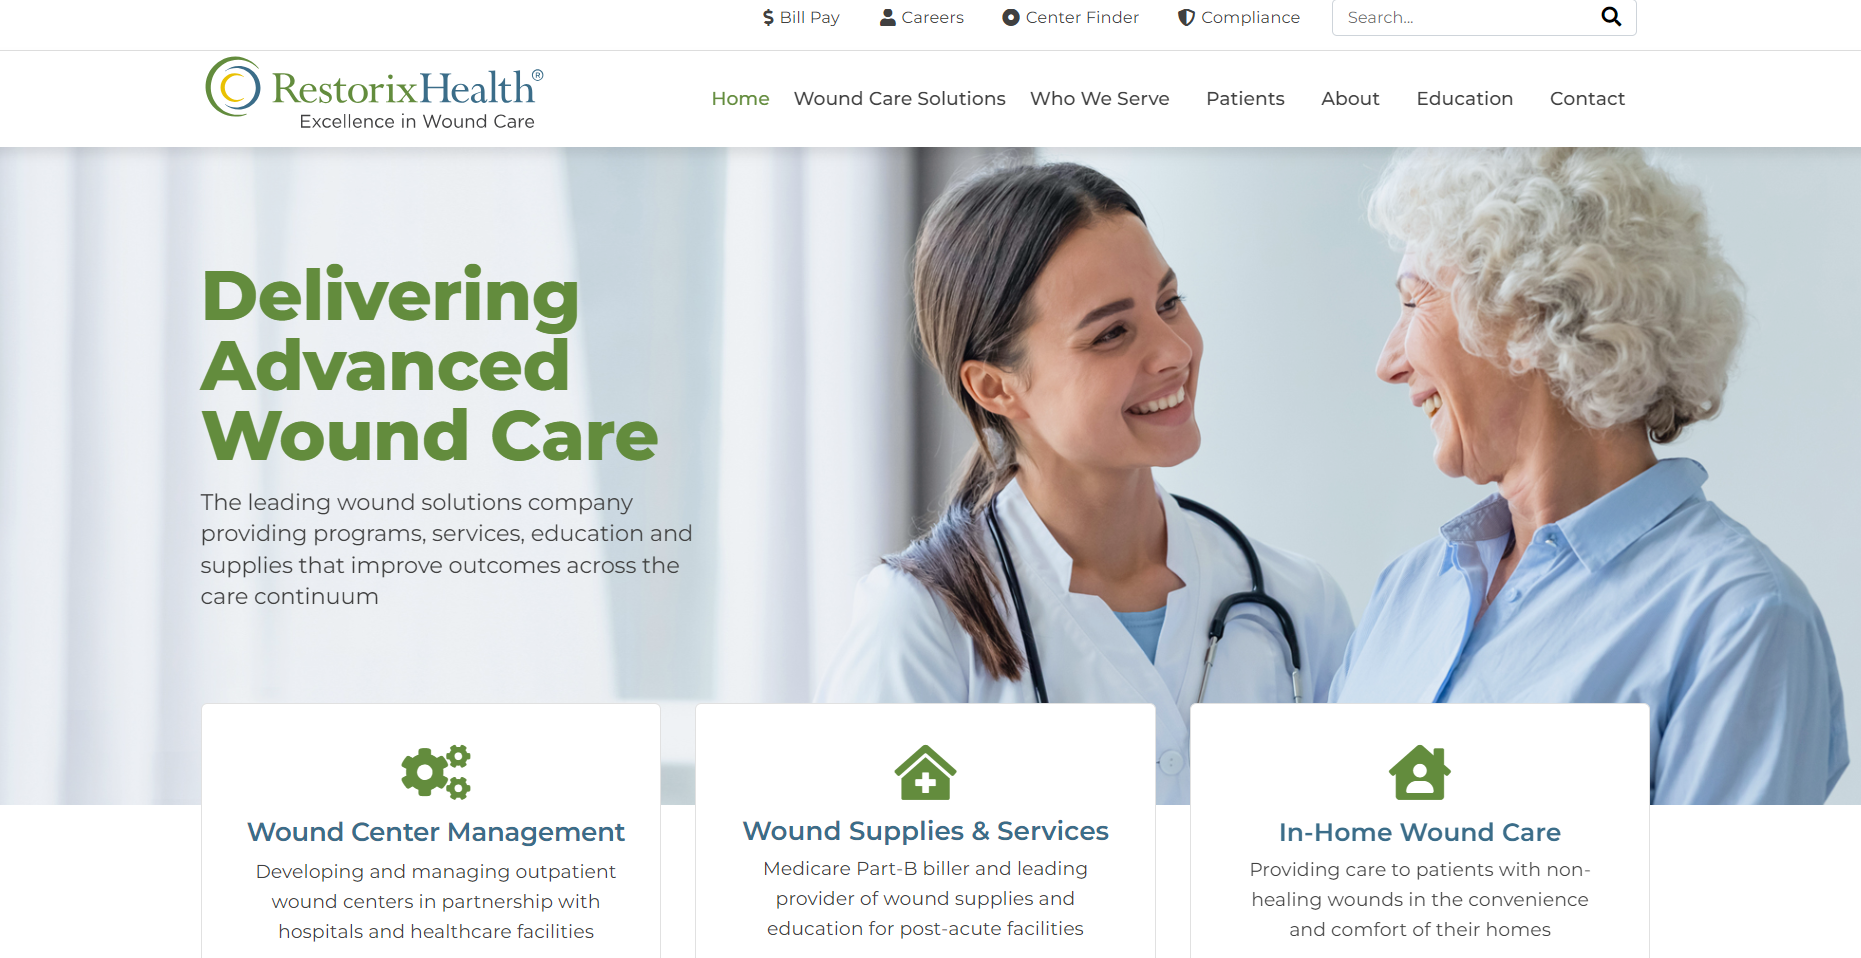 Bill Pay
Careers
Center Finder
Compliance
Search...
RestorixHealth®
Excellence in Wound Care
Home
Wound Care Solutions
Who We Serve
Patients
About
Education
Contact
Delivering
Advanced
Wound Care
The leading wound solutions company
providing programs, services, education and
supplies that improve outcomes across the
care continuum
Wound Center Management
Developing and managing outpatient
wound centers in partnership with
hospitals and healthcare facilities
Wound Supplies & Services
Medicare Part-B biller and leading
provider of wound supplies and
education for post-acute facilities
In-Home Wound Care
Providing care to patients with non-
healing wounds in the convenience
and comfort of their homes